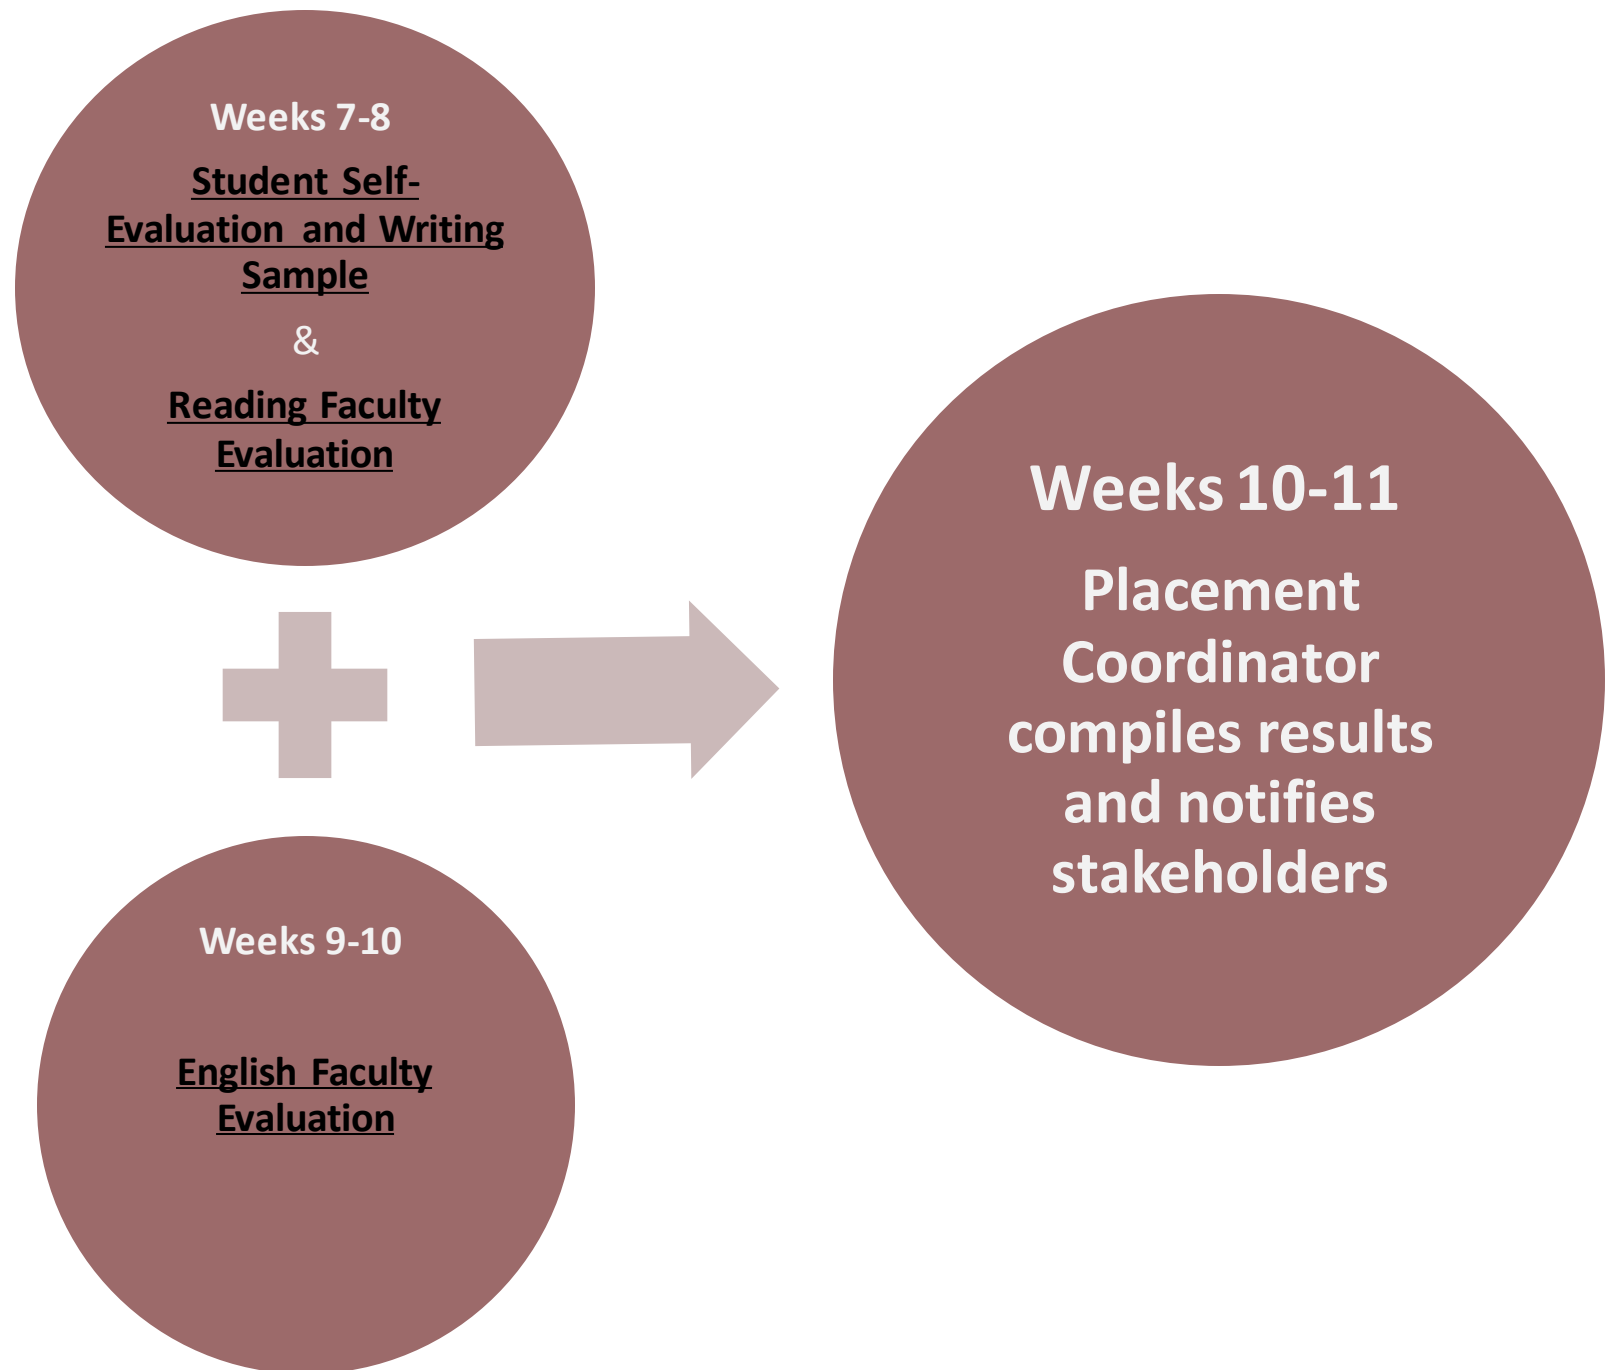 Weeks 7-8
Student Self-
Evaluation and Writing
Sample
&
Reading Faculty
Evaluation
Weeks 9-10
English Faculty
Evaluation
Weeks 10-11
Placement
Coordinator
compiles results
and notifies
stakeholders